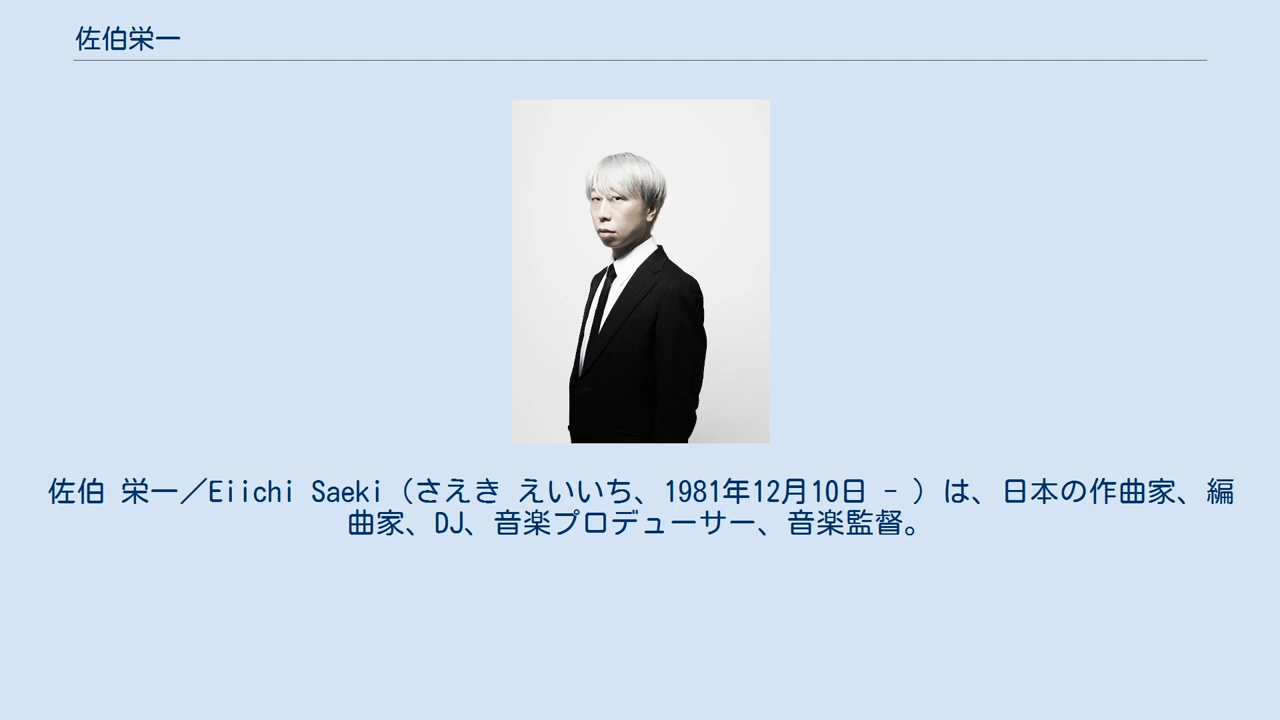 佐伯栄一
佐伯 栄一／Eiichi Saeki（さえき えいいち、1981年12月10日 - ）は、日本の作曲家、編
曲家、DJ、音楽プロデューサー、音楽監督。